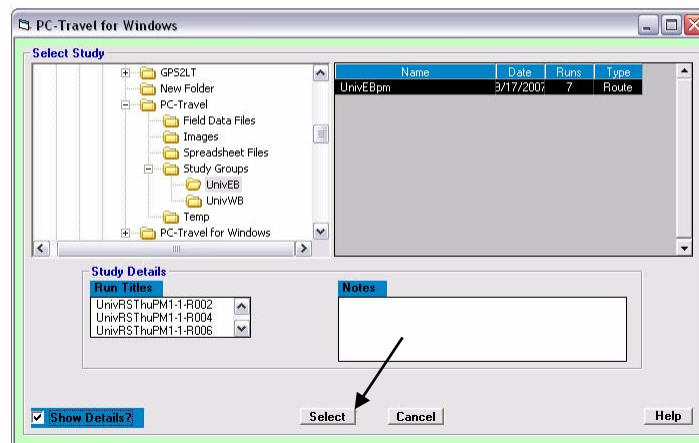 PC-Travel for Windows
Select Study
GPS2LT
New Folder
PC-Travel
Field Data Files
Images
Spreadsheet Files
Study Groups
UnivEB
UnivWB
Temp
PC-Travel for Windows
Name Date Runs Type
UnivEBpm 9/17/2007 7 Route
Study Details
Run Titles
UnivRSThuPM1-1-R002
UnivRSThuPM1-1-R004
UnivRSThuPM1-1-R006
Notes
Show Details?
Select
Cancel
Help